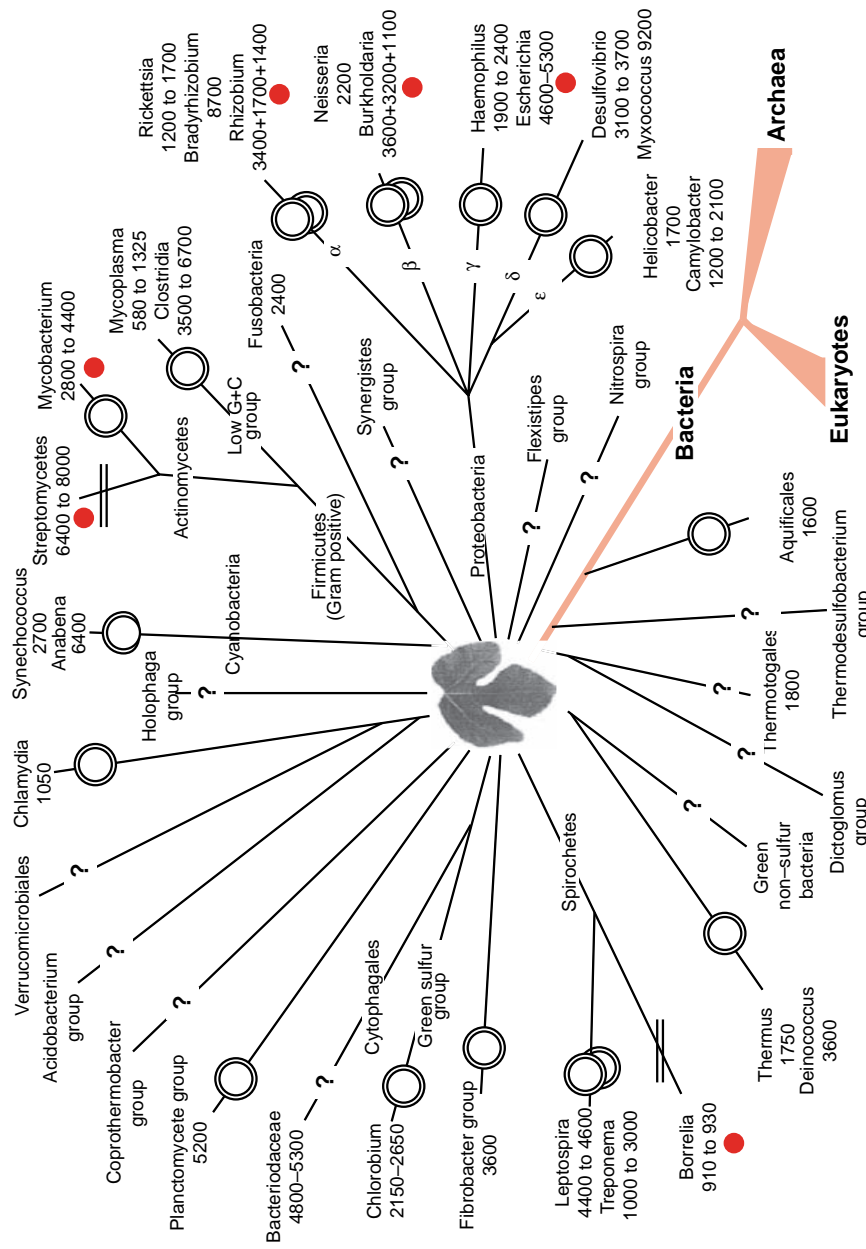 Rickettsia
1200 to 1700
Bradyrhizobium
8700
Rhizobium
3400+1700+1400
Neisseria
2200
Burkholdaria
3600+3200+1100
Haemophilus
1900 to 2400
Escherichia
4600–5300
Desulfovibrio
3100 to 3700
Myxococcus 9200
Helicobacter
1700
Camylobacter
1200 to 2100
α
β
γ
δ
ε
Archaea
Mycoplasma
580 to 1325
Clostridia
3500 to 6700
Fusobacteria
2400
?
Synergistes
group
?
Proteobacteria
Flexistipes
group
?
Nitrospira
group
?
Bacteria
Eukaryotes
Mycobacterium
2800 to 4400
Streptomycetes
6400 to 8000
Actinomycetes
Low G+C
group
Firmicutes
(Gram positive)
Aquificales
1600
Synechococcus
2700
Anabena
6400
Cyanobacteria
Holophaga
group
?
?
Thermodesulfobacterium
group
?
Thermotogales
1800
?
Dictoglomus
group
Chlamydia
1050
Verrucomicrobiales
?
Acidobacterium
group
?
Coprothermobacter
group
?
Planctomycete group
5200
Bacteriodaceae
4800–5300
?
Cytophagales
Green sulfur
group
Chlorobium
2150–2650
Fibrobacter group
3600
Spirochetes
Leptospira
4400 to 4600
Treponema
1000 to 3000
Borrelia
910 to 930
?
Green
non–sulfur
bacteria
Thermus
1750
Deinococcus
3600